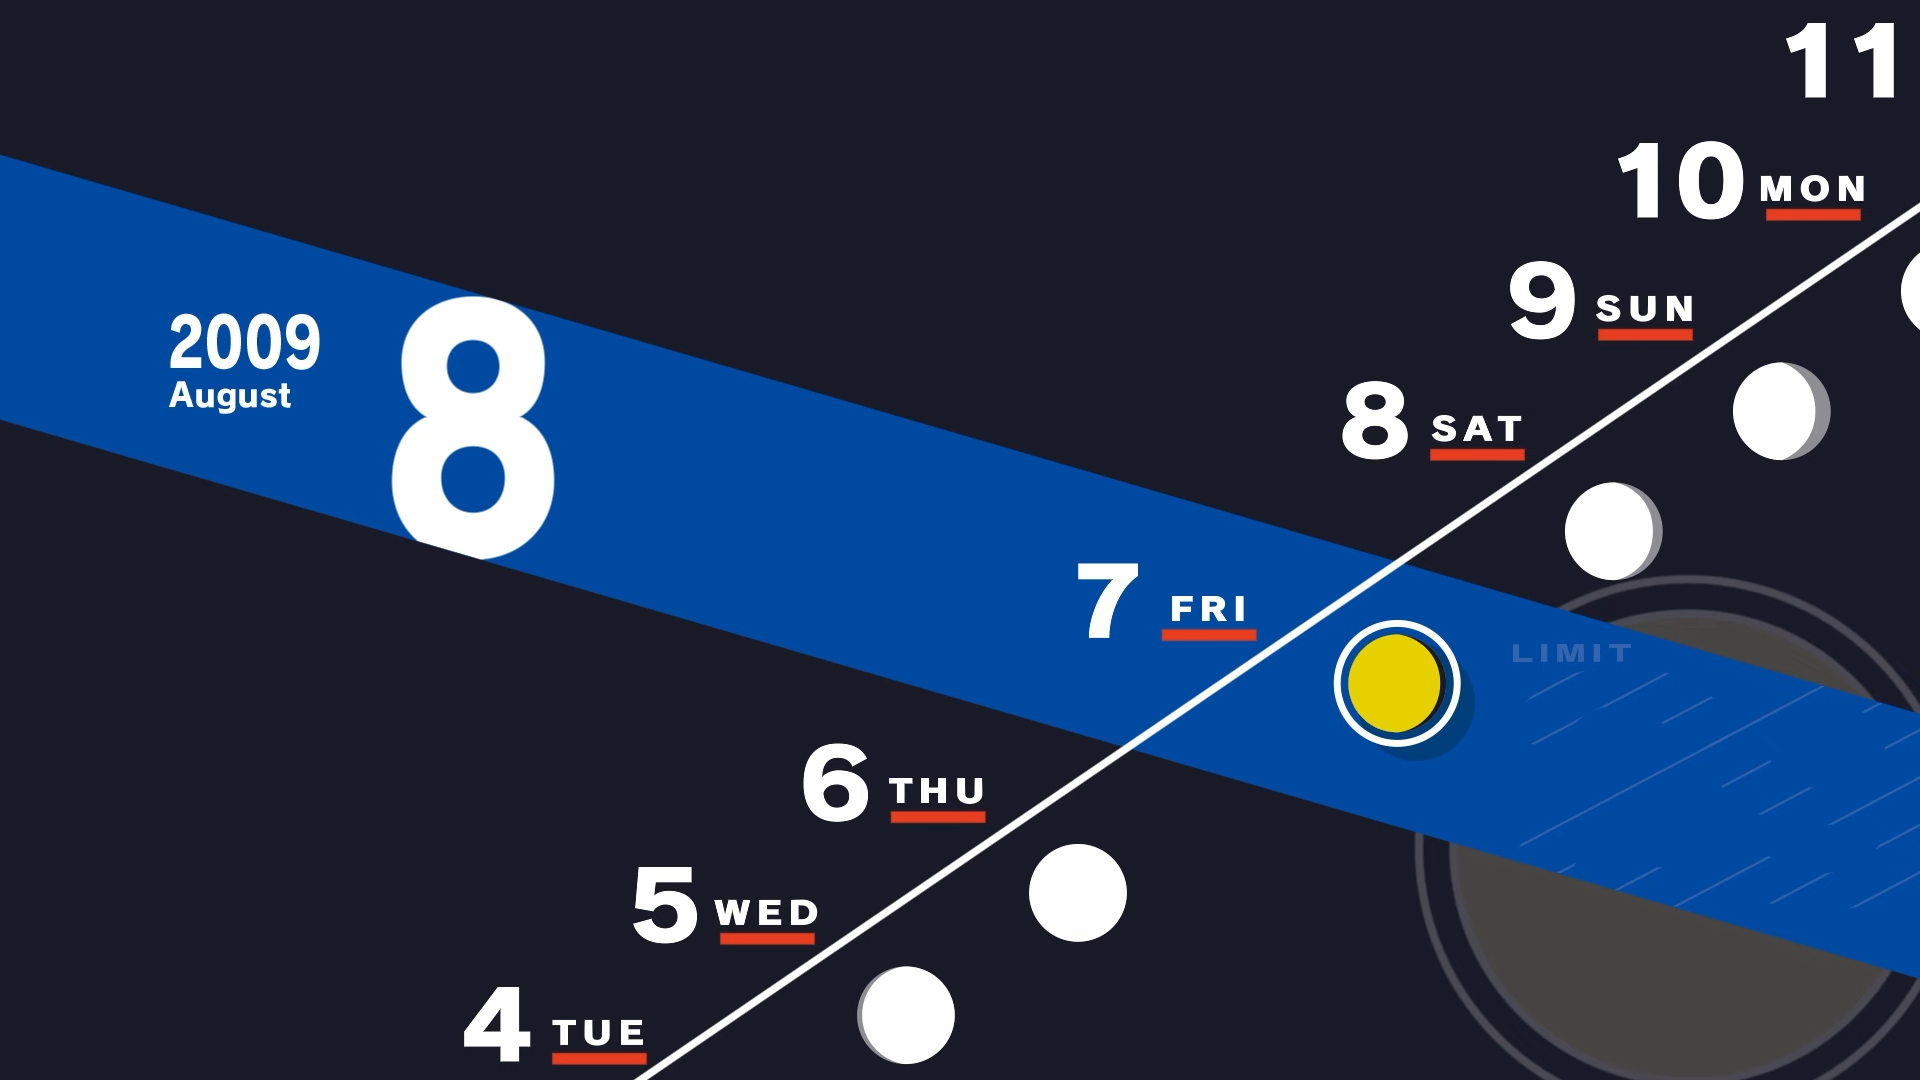 11
10 MON
9 SUN
8 SAT
2009
August
8
7 FRI
LIMIT
6 THU
5 WED
4 TUE